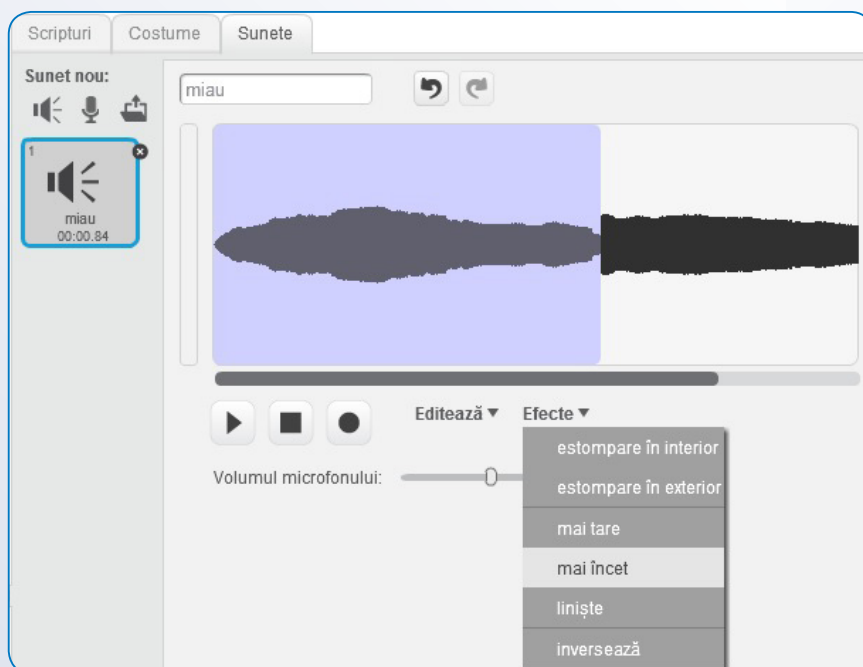 Scripturi Costume Sunete
Sunet nou:
miau
1
miau
00:00.84
Editează Efecte
Volumul microfonului:
estompare în interior
estompare în exterior
mai tare
mai încet
liniște
inversează